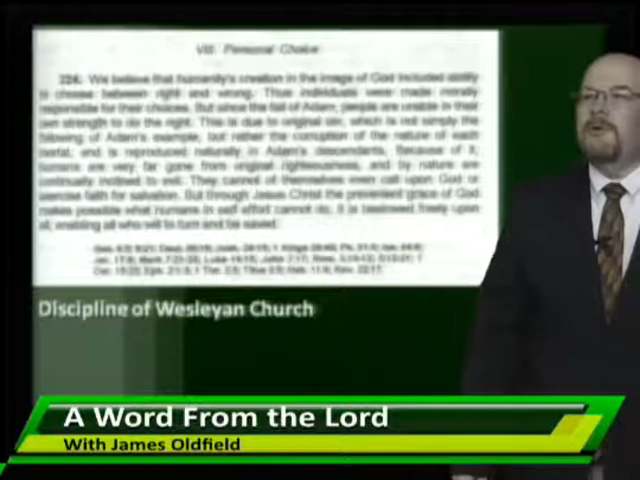 VIII. Personal Choice
224. We believe that humanity's creation in the image of God included ability
to choose between right and wrong. Thus individuals were made morally
responsible for their choices. But since the fall of Adam, people are unable in their
own strength to do the right. This is due to original sin, which is not simply the
following of Adam's example, but rather the corruption of the nature of each
mortal, and is reproduced naturally in Adam's descendants. Because of it,
humans are very far gone from original righteousness, and by nature are
continually inclined to evil. They cannot of themselves even call upon God or
exercise faith for salvation. But through Jesus Christ the prevenient grace of God
makes possible what humans in self effort cannot do. It is bestowed freely upon
all, enabling all who will to turn and be saved.
Discipline of Wesleyan Church
A Word From the Lord
With James Oldfield